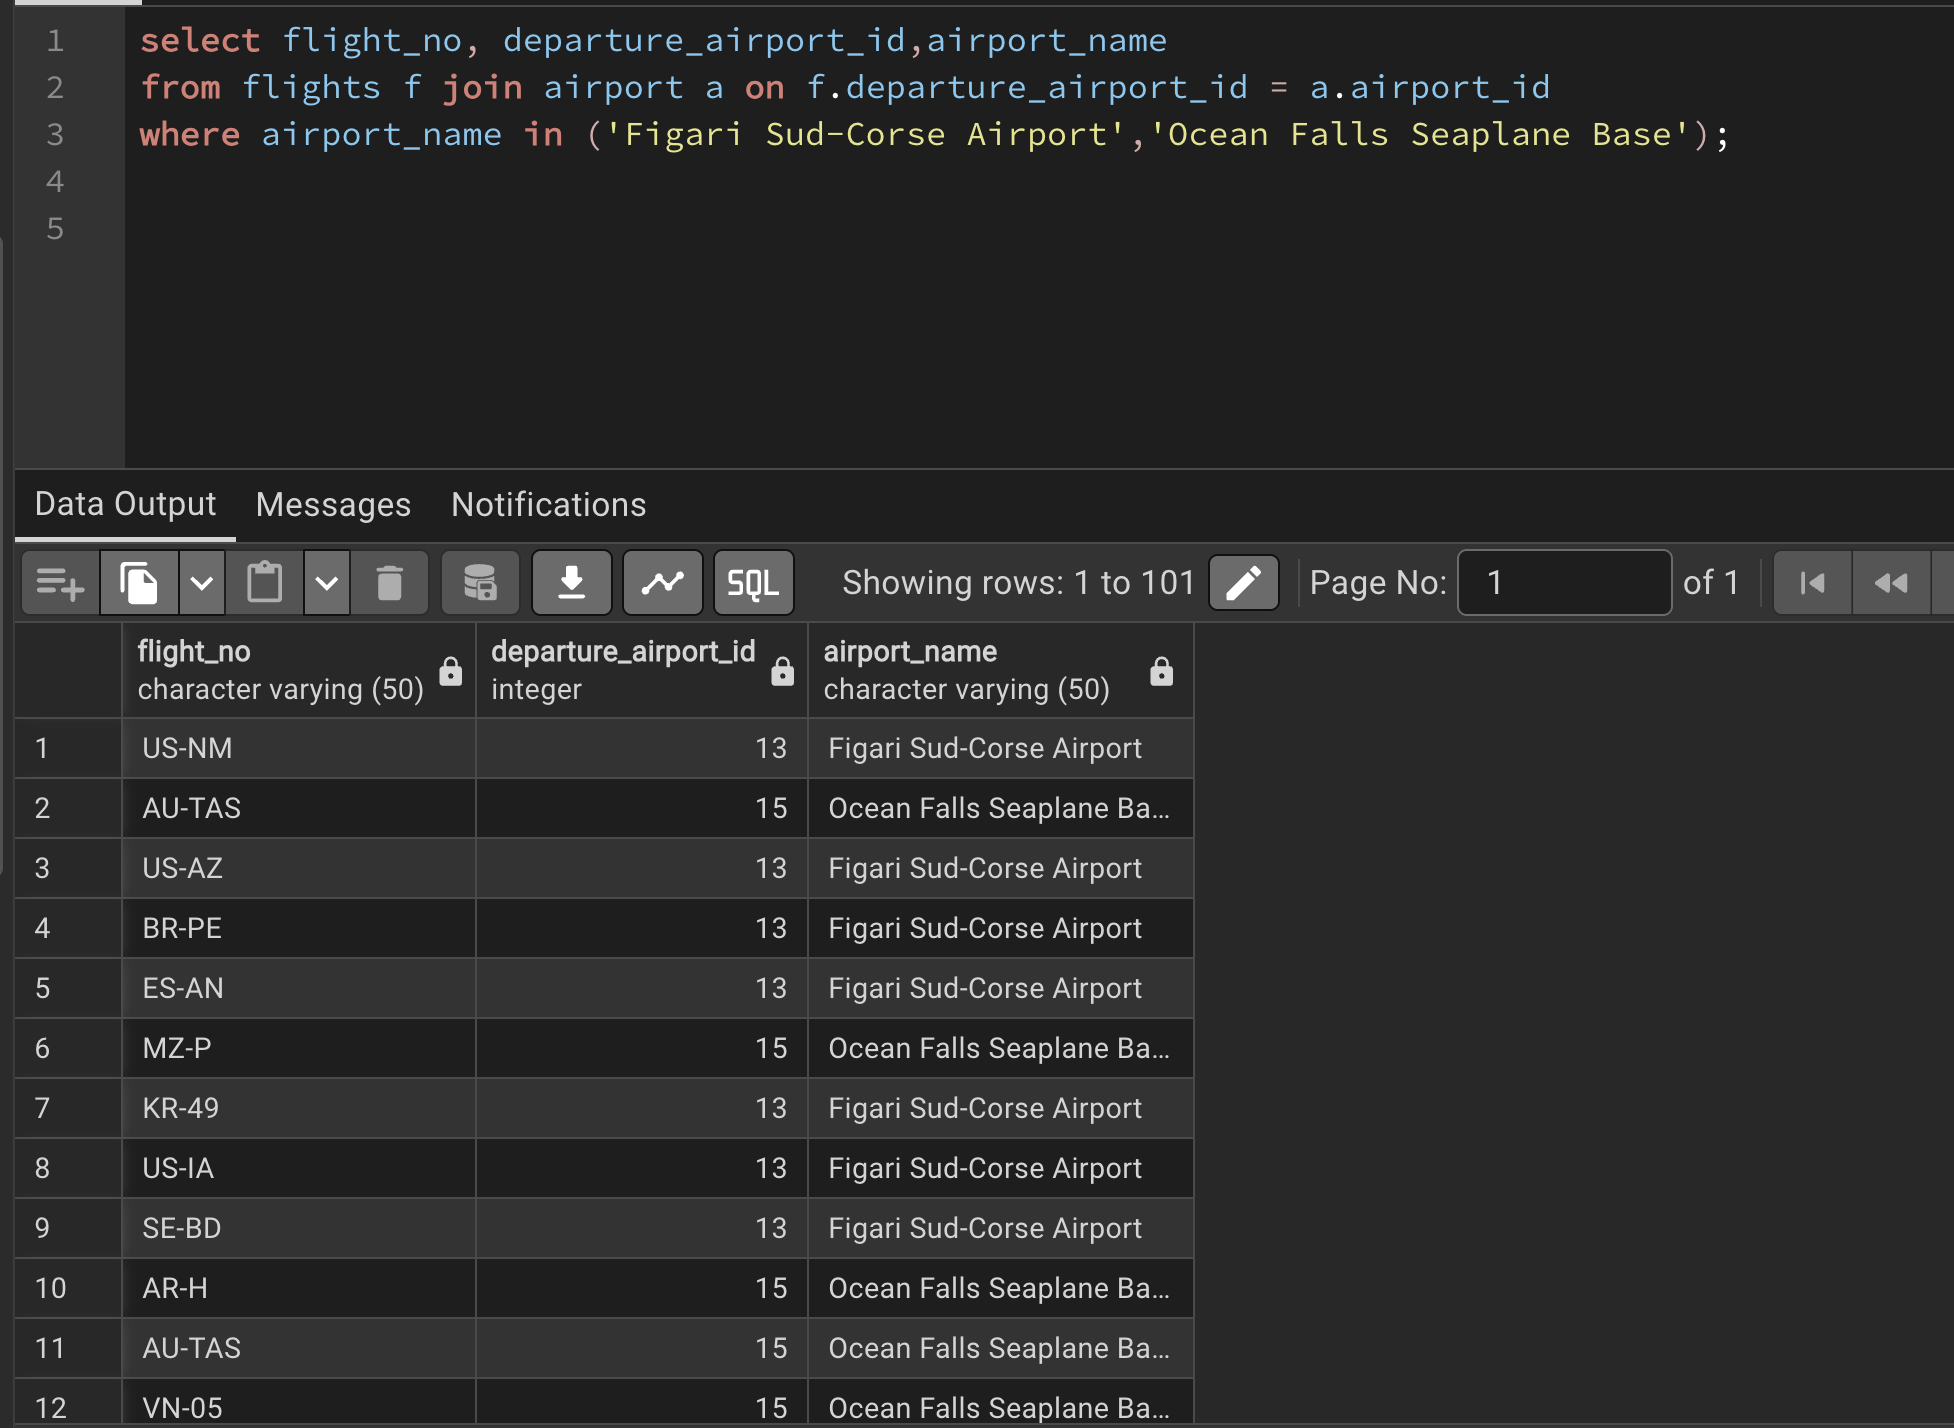 1 select flight_no, departure_airport_id,airport_name
2 from flights f join airport a on f.departure_airport_id = a.airport_id
3 where airport_name in ('Figari Sud-Corse Airport','Ocean Falls Seaplane Base');
4
5
Data Output Messages Notifications
SQL Showing rows: 1 to 101 Page No: 1 of 1
flight_no departure_airport_id airport_name
character varying (50) integer character varying (50)
1 US-NM 13 Figari Sud-Corse Airport
2 AU-TAS 15 Ocean Falls Seaplane Ba...
3 US-AZ 13 Figari Sud-Corse Airport
4 BR-PE 13 Figari Sud-Corse Airport
5 ES-AN 13 Figari Sud-Corse Airport
6 MZ-P 15 Ocean Falls Seaplane Ba...
7 KR-49 13 Figari Sud-Corse Airport
8 US-IA 13 Figari Sud-Corse Airport
9 SE-BD 13 Figari Sud-Corse Airport
10 AR-H 15 Ocean Falls Seaplane Ba...
11 AU-TAS 15 Ocean Falls Seaplane Ba...
12 VN-05 15 Ocean Falls Seaplane Ba...